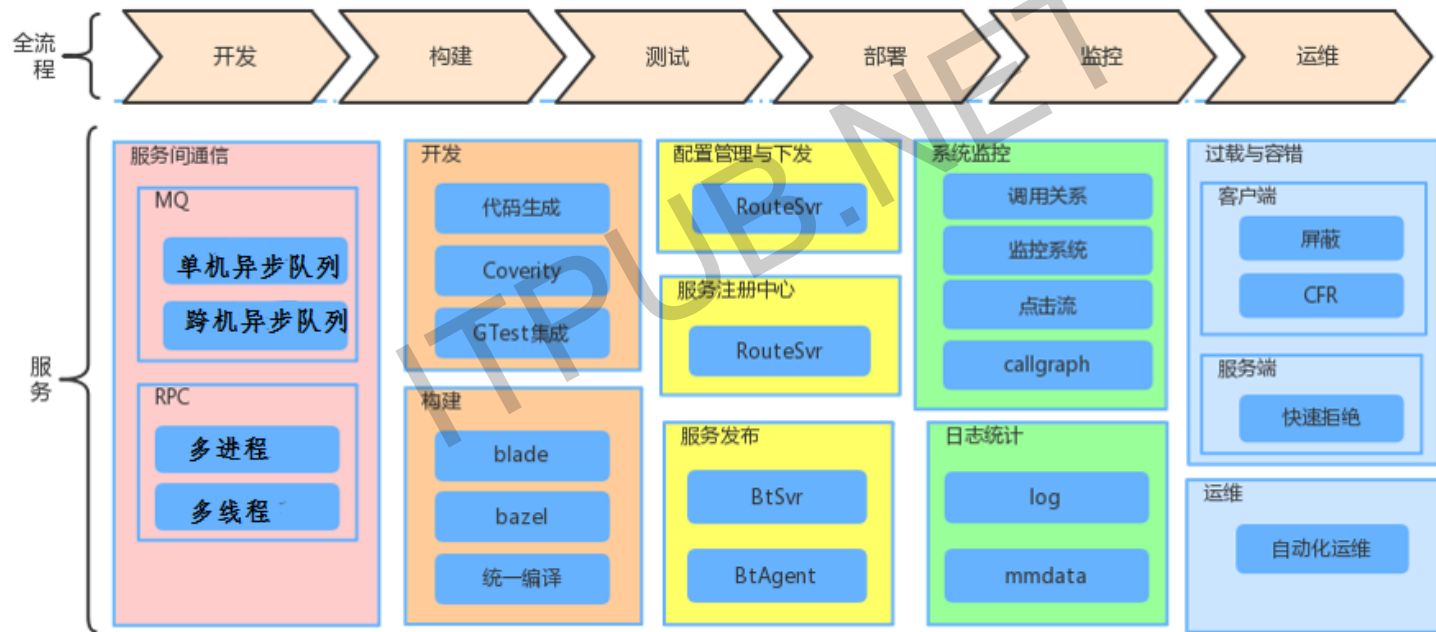 全流
程
开发
构建
测试
部署
监控
运维
服
务
服务间通信
MQ
单机异步队列
跨机异步队列
RPC
多进程
多线程
开发
代码生成
Coverity
GTest集成
构建
blade
bazel
统一编译
配置管理与下发
RouteSvr
服务注册中心
RouteSvr
服务发布
BtSvr
BtAgent
系统监控
调用关系
监控系统
点击流
callgraph
日志统计
log
mmdata
过载与容错
客户端
屏蔽
CFR
服务端
快速拒绝
运维
自动化运维
ITPUB.NET